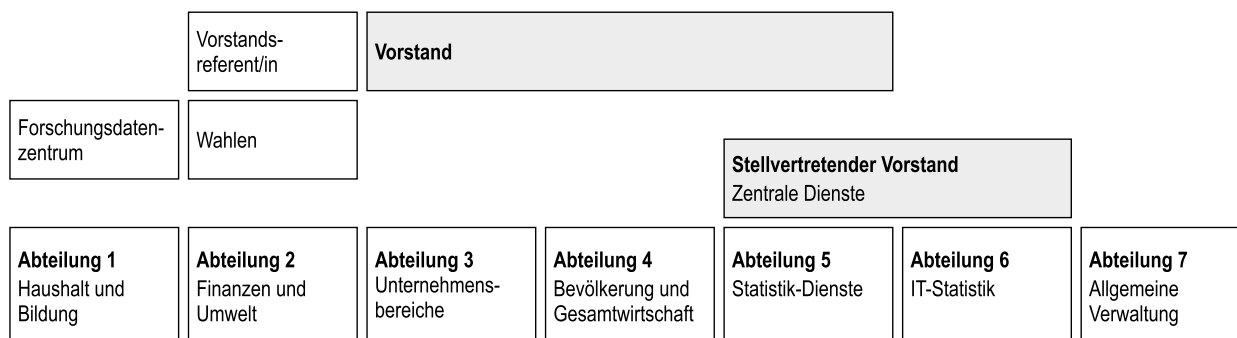 Vorstands-
referent/in
Vorstand
Forschungsdaten-
zentrum
Wahlen
Stellvertretender Vorstand
Zentrale Dienste
Abteilung 1
Haushalt und
Bildung
Abteilung 2
Finanzen und
Umwelt
Abteilung 3
Unternehmens-
bereiche
Abteilung 4
Bevölkerung und
Gesamtwirtschaft
Abteilung 5
Statistik-Dienste
Abteilung 6
IT-Statistik
Abteilung 7
Allgemeine
Verwaltung